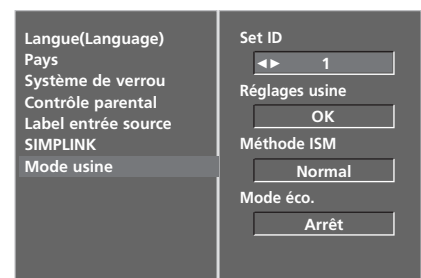 Langue(Language)
Pays
Système de verrou
Contrôle parental
Label entrée source
SIMPLINK
Mode usine
Set ID
◄► 1
Réglages usine
OK
Méthode ISM
Normal
Mode éco.
Arrêt